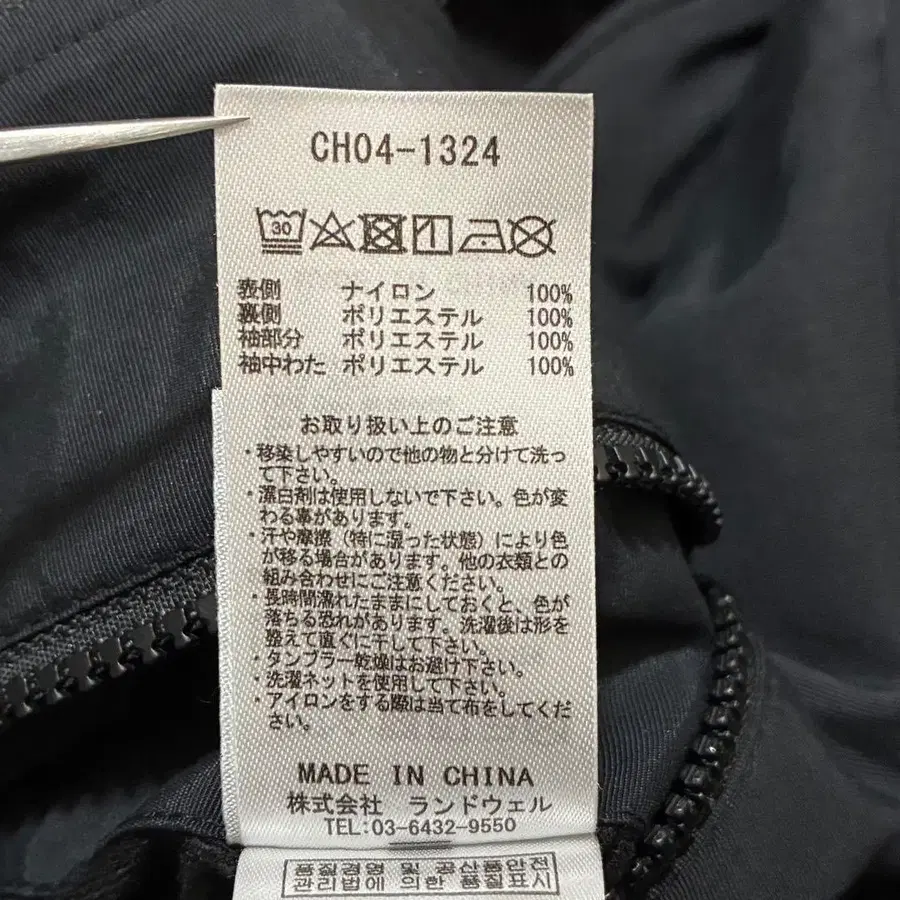 CH04-1324
30
表側 ナイロン 100%
裏側 ポリエステル 100%
袖部分 ポリエステル 100%
袖中わた ポリエステル 100%
お取り扱い上のご注意
・移染しやすいので他の物と分けて洗っ
て下さい。
・漂白剤は使用しないで下さい。色が変
わる事があります。
・汗や摩擦（特に湿った状態）により色
が移る場合があります。他の衣類との
組み合わせにご注意ください。
・長時間濡れたままにしておくと、色が
落ちる恐れがあります。洗濯後は形を
整えて直ぐに干して下さい。
・タンブラー乾燥はお避け下さい。
・洗濯ネットを使用して下さい。
・アイロンをする際は当て布をしてくだ
さい。
MADE IN CHINA
株式会社 ランドウェル
TEL:03-6432-9550
품질경영 및 공산품안전
관리법에 의한 품질표시